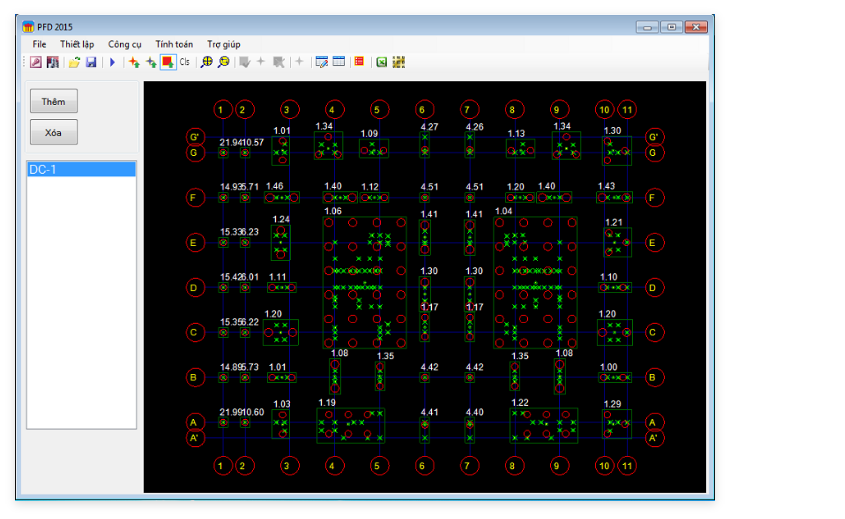 PFD 2015
File Thiết lập Công cụ Tính toán Trợ giúp
Cls
Thêm
Xóa
DC-1
1 2 3 4 5 6 7 8 9 10 11
G' 1.01 1.34 1.09 4.27 4.26 1.13 1.34 1.30 G'
G 21.94 10.57 G
F 14.93 5.71 1.46 1.40 1.12 4.51 4.51 1.20 1.40 1.43 F
1.06 1.41 1.41 1.04
E 15.33 6.23 1.24 1.21 E
D 15.42 6.01 1.11 1.30 1.30 1.10 D
1.17 1.17
C 15.35 6.22 1.20 1.20 C
1.08 1.35 1.35 1.08
B 14.89 5.73 1.01 4.42 4.42 1.00 B
A 21.99 10.60 1.03 1.19 4.41 4.40 1.22 1.29 A
A' A'
1 2 3 4 5 6 7 8 9 10 11